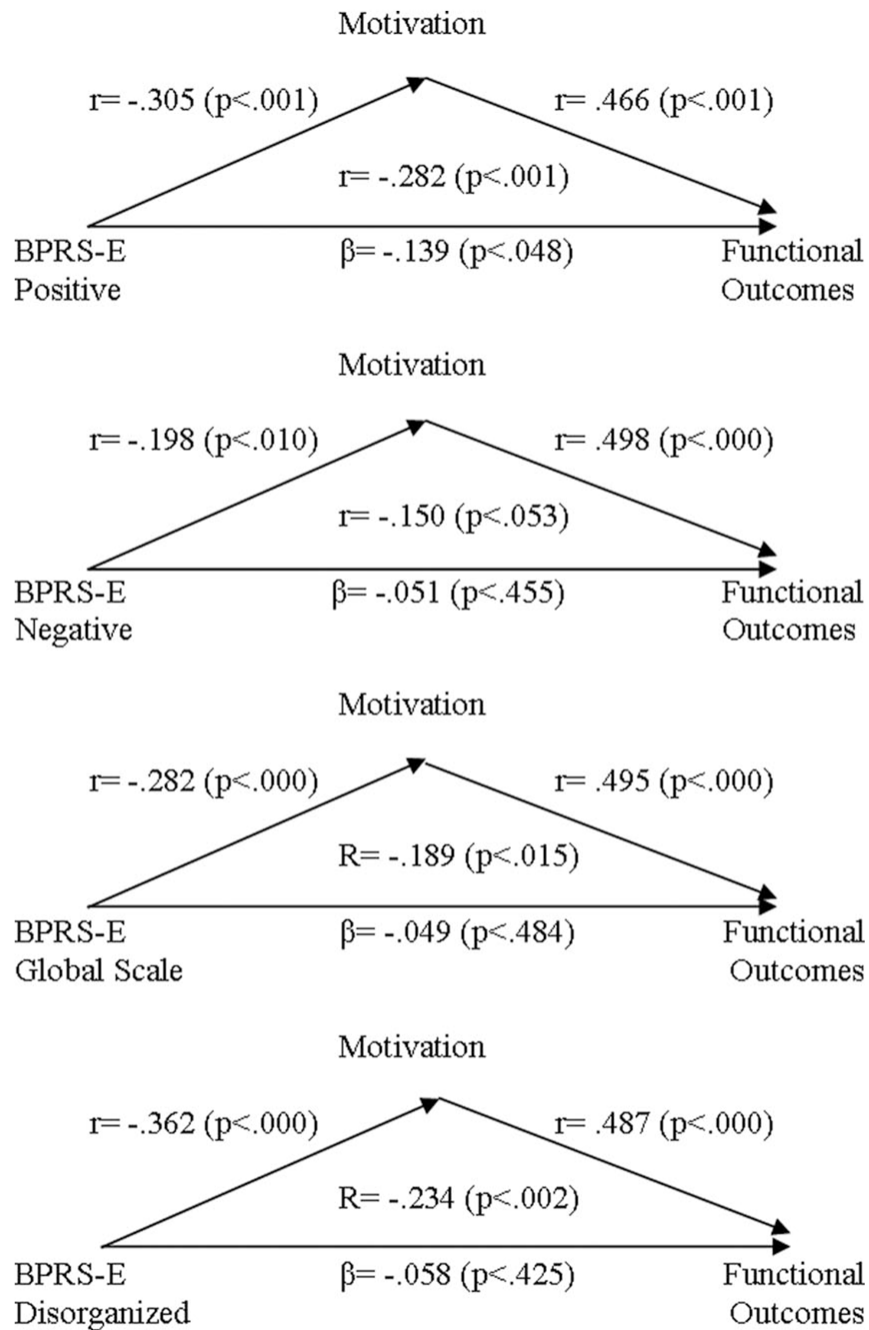 Motivation
r= -.305 (p<.001) r= .466 (p<.001)
r= -.282 (p<.001)
BPRS-E β= -.139 (p<.048) Functional
Positive Outcomes
Motivation
r= -.198 (p<.010) r= .498 (p<.000)
r= -.150 (p<.053)
BPRS-E β= -.051 (p<.455) Functional
Negative Outcomes
Motivation
r= -.282 (p<.000) r= .495 (p<.000)
R= -.189 (p<.015)
BPRS-E β= -.049 (p<.484) Functional
Global Scale Outcomes
Motivation
r= -.362 (p<.000) r= .487 (p<.000)
R= -.234 (p<.002)
BPRS-E β= -.058 (p<.425) Functional
Disorganized Outcomes